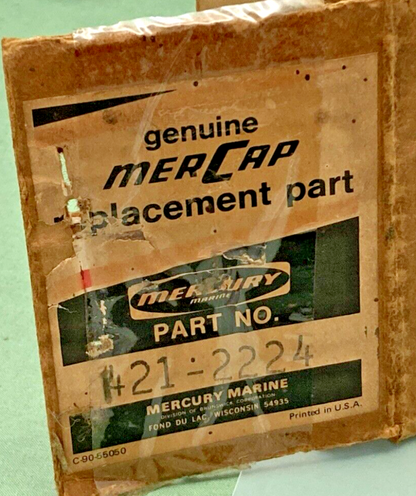 genuine
MERCAP
replacement part
MERCURY
MARINE
PART NO.
421-2224
MERCURY MARINE
DIVISION OF BRUNSWICK CORPORATION
FOND DU LAC, WISCONSIN 54935
Printed in U.S.A.
C-90-55050